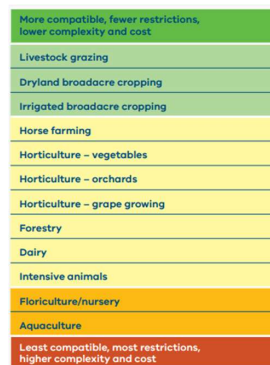 More compatible, fewer restrictions,
lower complexity and cost
Livestock grazing
Dryland broadacre cropping
Irrigated broadacre cropping
Horse farming
Horticulture – vegetables
Horticulture – orchards
Horticulture – grape growing
Forestry
Dairy
Intensive animals
Floriculture/nursery
Aquaculture
Least compatible, most restrictions,
higher complexity and cost